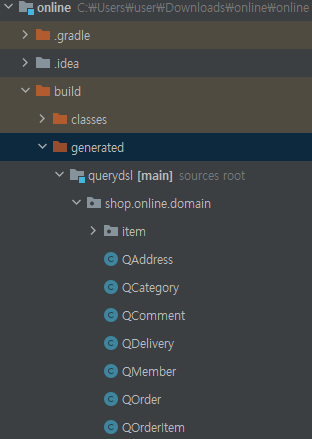 online C:₩Users₩user₩Downloads₩online₩online
.gradle
.idea
build
classes
generated
querydsl [main] sources root
shop.online.domain
item
QAddress
QCategory
QComment
QDelivery
QMember
QOrder
QOrderItem